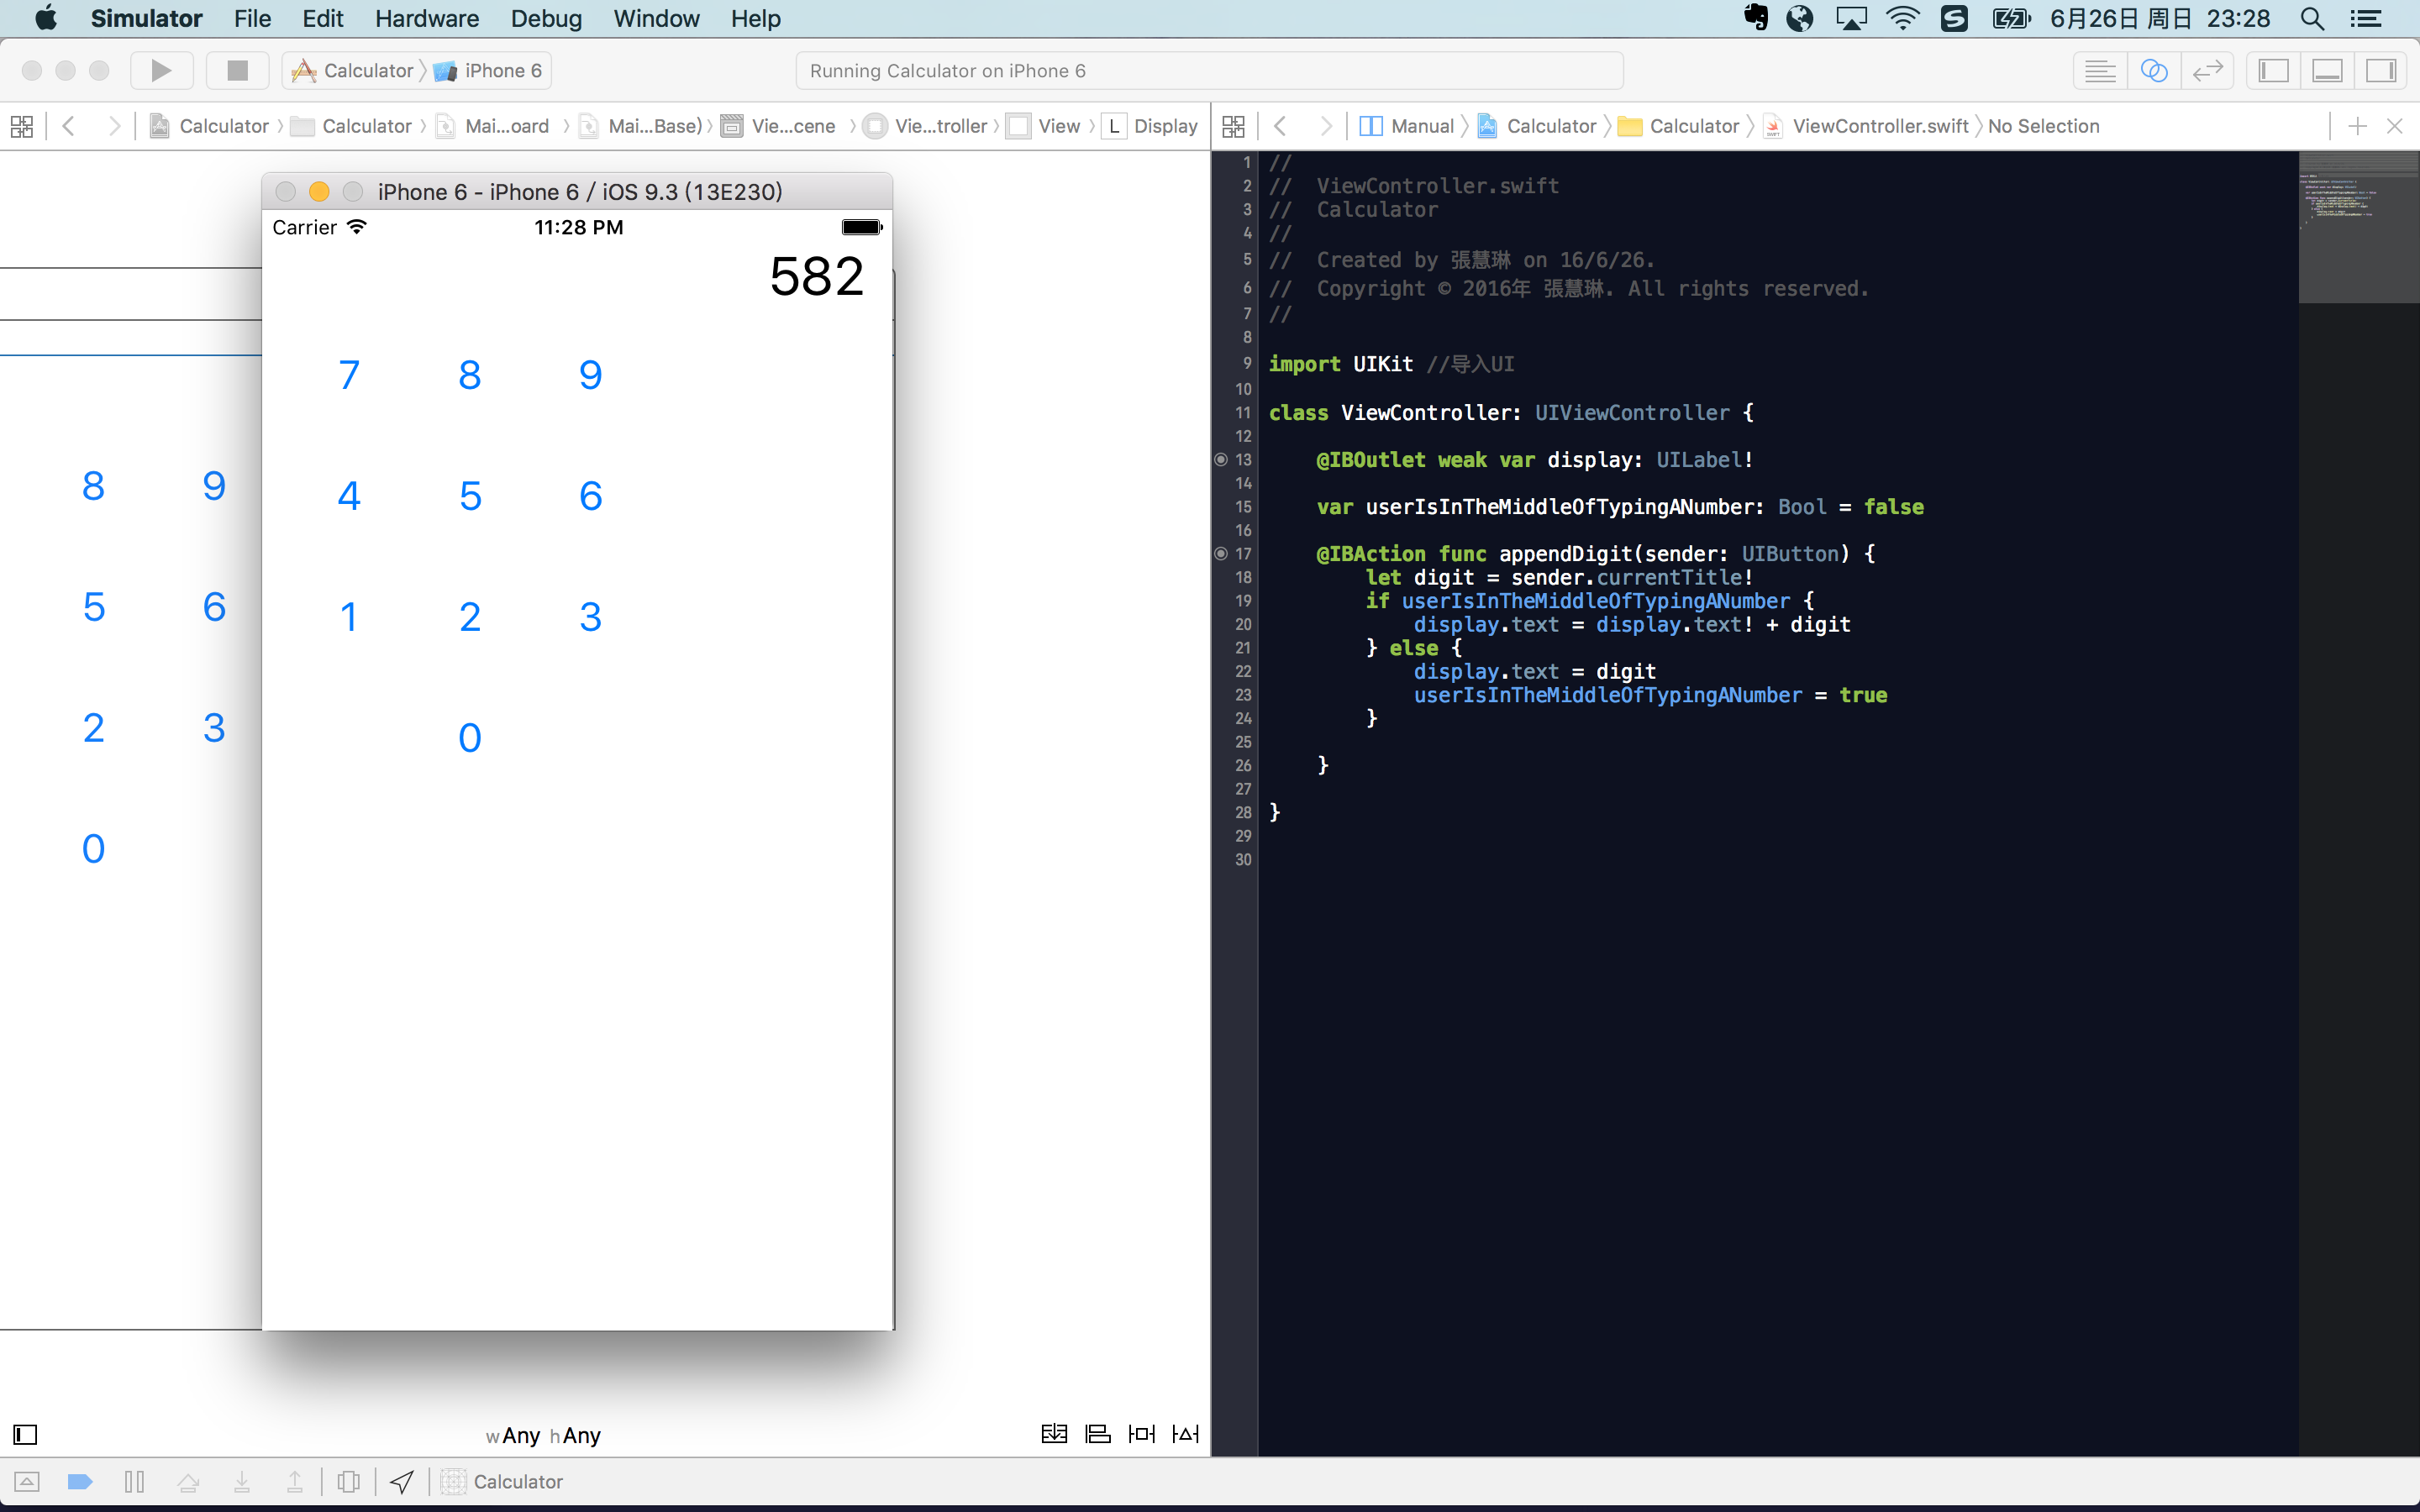 Simulator File Edit Hardware Debug Window Help 6月26日 周日 23:28
Calculator iPhone 6 Running Calculator on iPhone 6
Calculator Calculator Mai...oard Mai...Base) Vie...cene Vie...troller View L Display
Manual Calculator Calculator ViewController.swift No Selection
iPhone 6 - iPhone 6 / iOS 9.3 (13E230)
Carrier 11:28 PM
582
7 8 9
4 5 6
1 2 3
0
8 9
5 6
2 3
0
wAny hAny
Calculator
1 //
2 // ViewController.swift
3 // Calculator
4 //
5 // Created by 張慧琳 on 16/6/26.
6 // Copyright © 2016年 張慧琳. All rights reserved.
7 //
8
9 import UIKit //导入UI
10
11 class ViewController: UIViewController {
12
13 @IBOutlet weak var display: UILabel!
14
15 var userIsInTheMiddleOfTypingANumber: Bool = false
16
17 @IBAction func appendDigit(sender: UIButton) {
18 let digit = sender.currentTitle!
19 if userIsInTheMiddleOfTypingANumber {
20 display.text = display.text! + digit
21 } else {
22 display.text = digit
23 userIsInTheMiddleOfTypingANumber = true
24 }
25
26 }
27
28 }
29
30